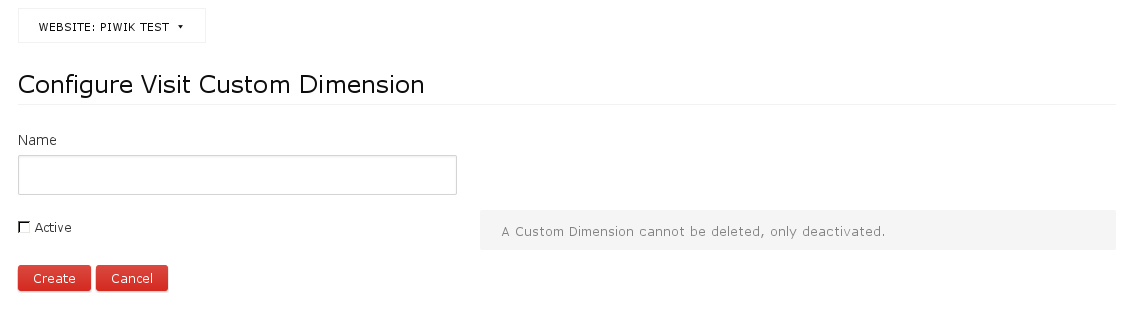 WEBSITE: PIWIK TEST
Configure Visit Custom Dimension
Name
Active
A Custom Dimension cannot be deleted, only deactivated.
Create Cancel